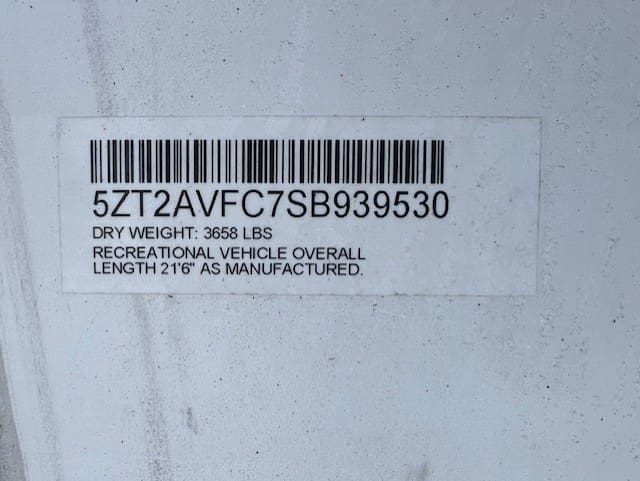 5ZT2AVFC7SB939530
DRY WEIGHT: 3658 LBS
RECREATIONAL VEHICLE OVERALL
LENGTH 21'6" AS MANUFACTURED.